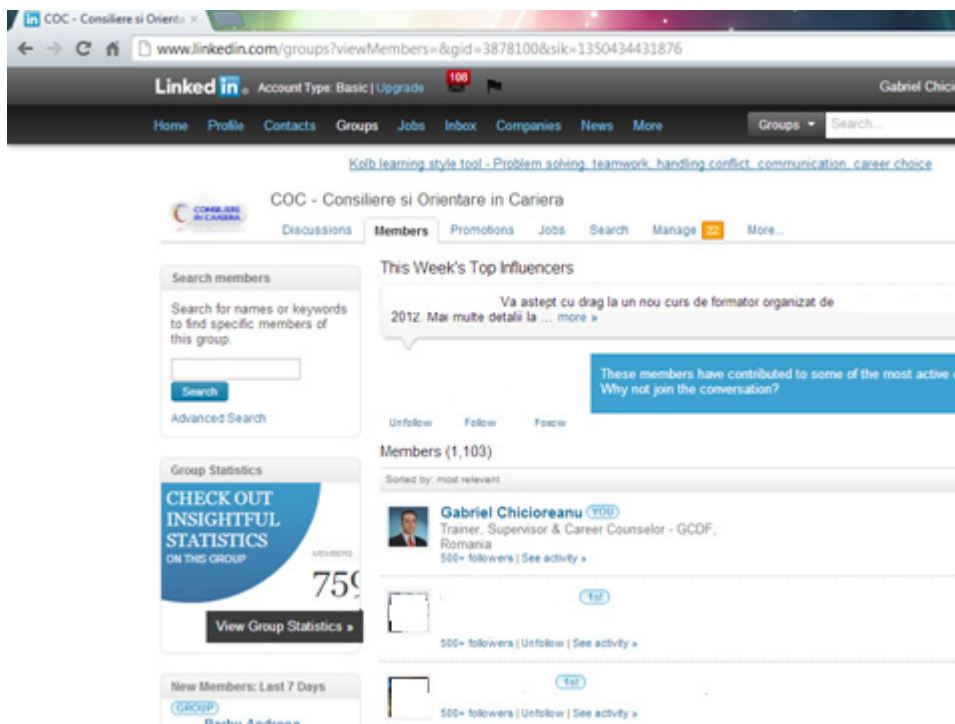 COC - Consiliere si Orienta
www.linkedin.com/groups?viewMembers=&gid=3878100&sik=1350434431876
Linked in. Account Type: Basic | Upgrade 108 Gabriel Chici
Home Profile Contacts Groups Jobs Inbox Companies News More Groups Search...
Kolb learning style tool - Problem solving, teamwork, handling conflict, communication, career choice
CONSILIERE
IN CARIERA
COC - Consiliere si Orientare in Cariera
Discussions Members Promotions Jobs Search Manage 22 More...
Search members
Search for names or keywords
to find specific members of
this group.
Search
Advanced Search
Group Statistics
CHECK OUT
INSIGHTFUL
STATISTICS
ON THIS GROUP
MEMBERS
759
View Group Statistics »
New Members: Last 7 Days
GROUP
Barbu Andreea
This Week's Top Influencers
Va astept cu drag la un nou curs de formator organizat de
2012. Mai multe detalii la ... more »
These members have contributed to some of the most active
Why not join the conversation?
Unfollow Follow Follow
Members (1,103)
Sorted by: most relevant
Gabriel Chicioreanu YOU
Trainer, Supervisor & Career Counselor - GCDF,
Romania
500+ followers | See activity »
1st
500+ followers | Unfollow | See activity »
1st
500+ followers | Unfollow | See activity »